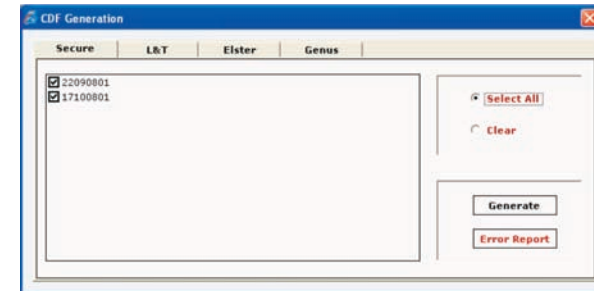 CDF Generation
Secure L&T Elster Genus
22090801
17100801
Select All
Clear
Generate
Error Report